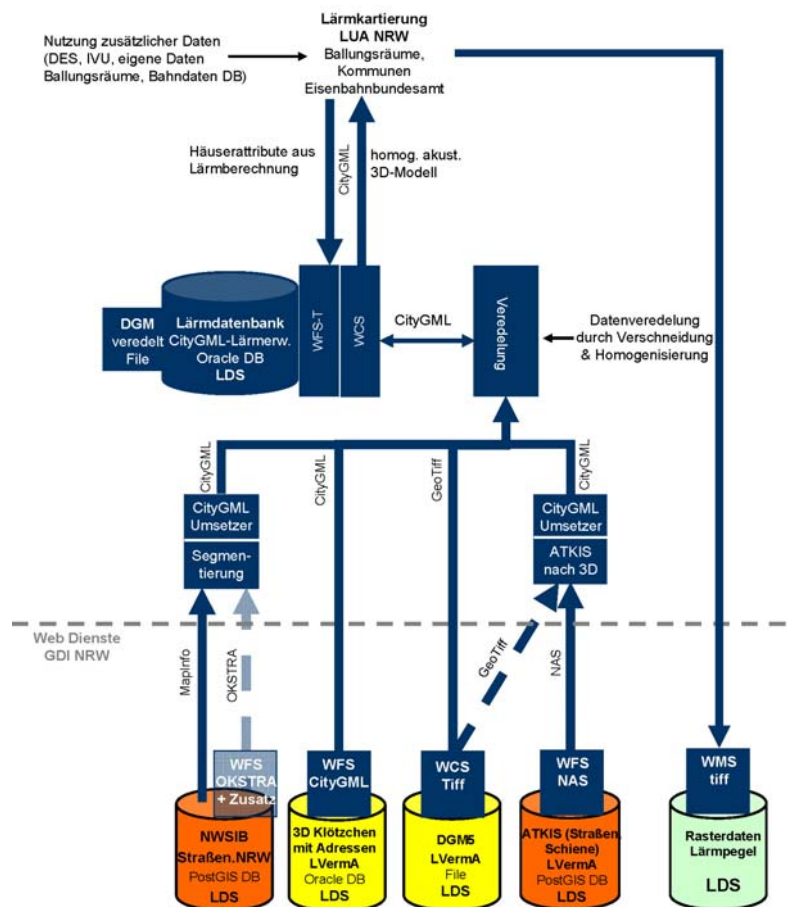 Lärmkartierung
LUA NRW
Ballungsräume,
Kommunen
Eisenbahnbundesamt
Nutzung zusätzlicher Daten
(DES, IVU, eigene Daten
Ballungsräume, Bahndaten DB)
Häuserattribute aus
Lärmberechnung
CityGML
homog. akust.
3D-Modell
DGM
veredelt
File
Lärmdatenbank
CityGML-Lärmerw.
Oracle DB
LDS
WFS-T
WCS
CityGML
Veredelung
Datenveredelung
durch Verschneidung
& Homogenisierung
CityGML
CityGML
GeoTiff
CityGML
CityGML
Umsetzer
Segmen-
tierung
CityGML
Umsetzer
ATKIS
nach 3D
Web Dienste
GDI NRW
MapInfo
OKSTRA
GeoTiff
NAS
WFS
OKSTRA
+ Zusatz
WFS
CityGML
WCS
Tiff
WFS
NAS
WMS
tiff
NWSIB
Straßen.NRW
PostGIS DB
LDS
3D Klötzchen
mit Adressen
LVermA
Oracle DB
LDS
DGM5
LVermA
File
LDS
ATKIS (Straßen,
Schiene)
LVermA
PostGIS DB
LDS
Rasterdaten
Lärmpegel
LDS